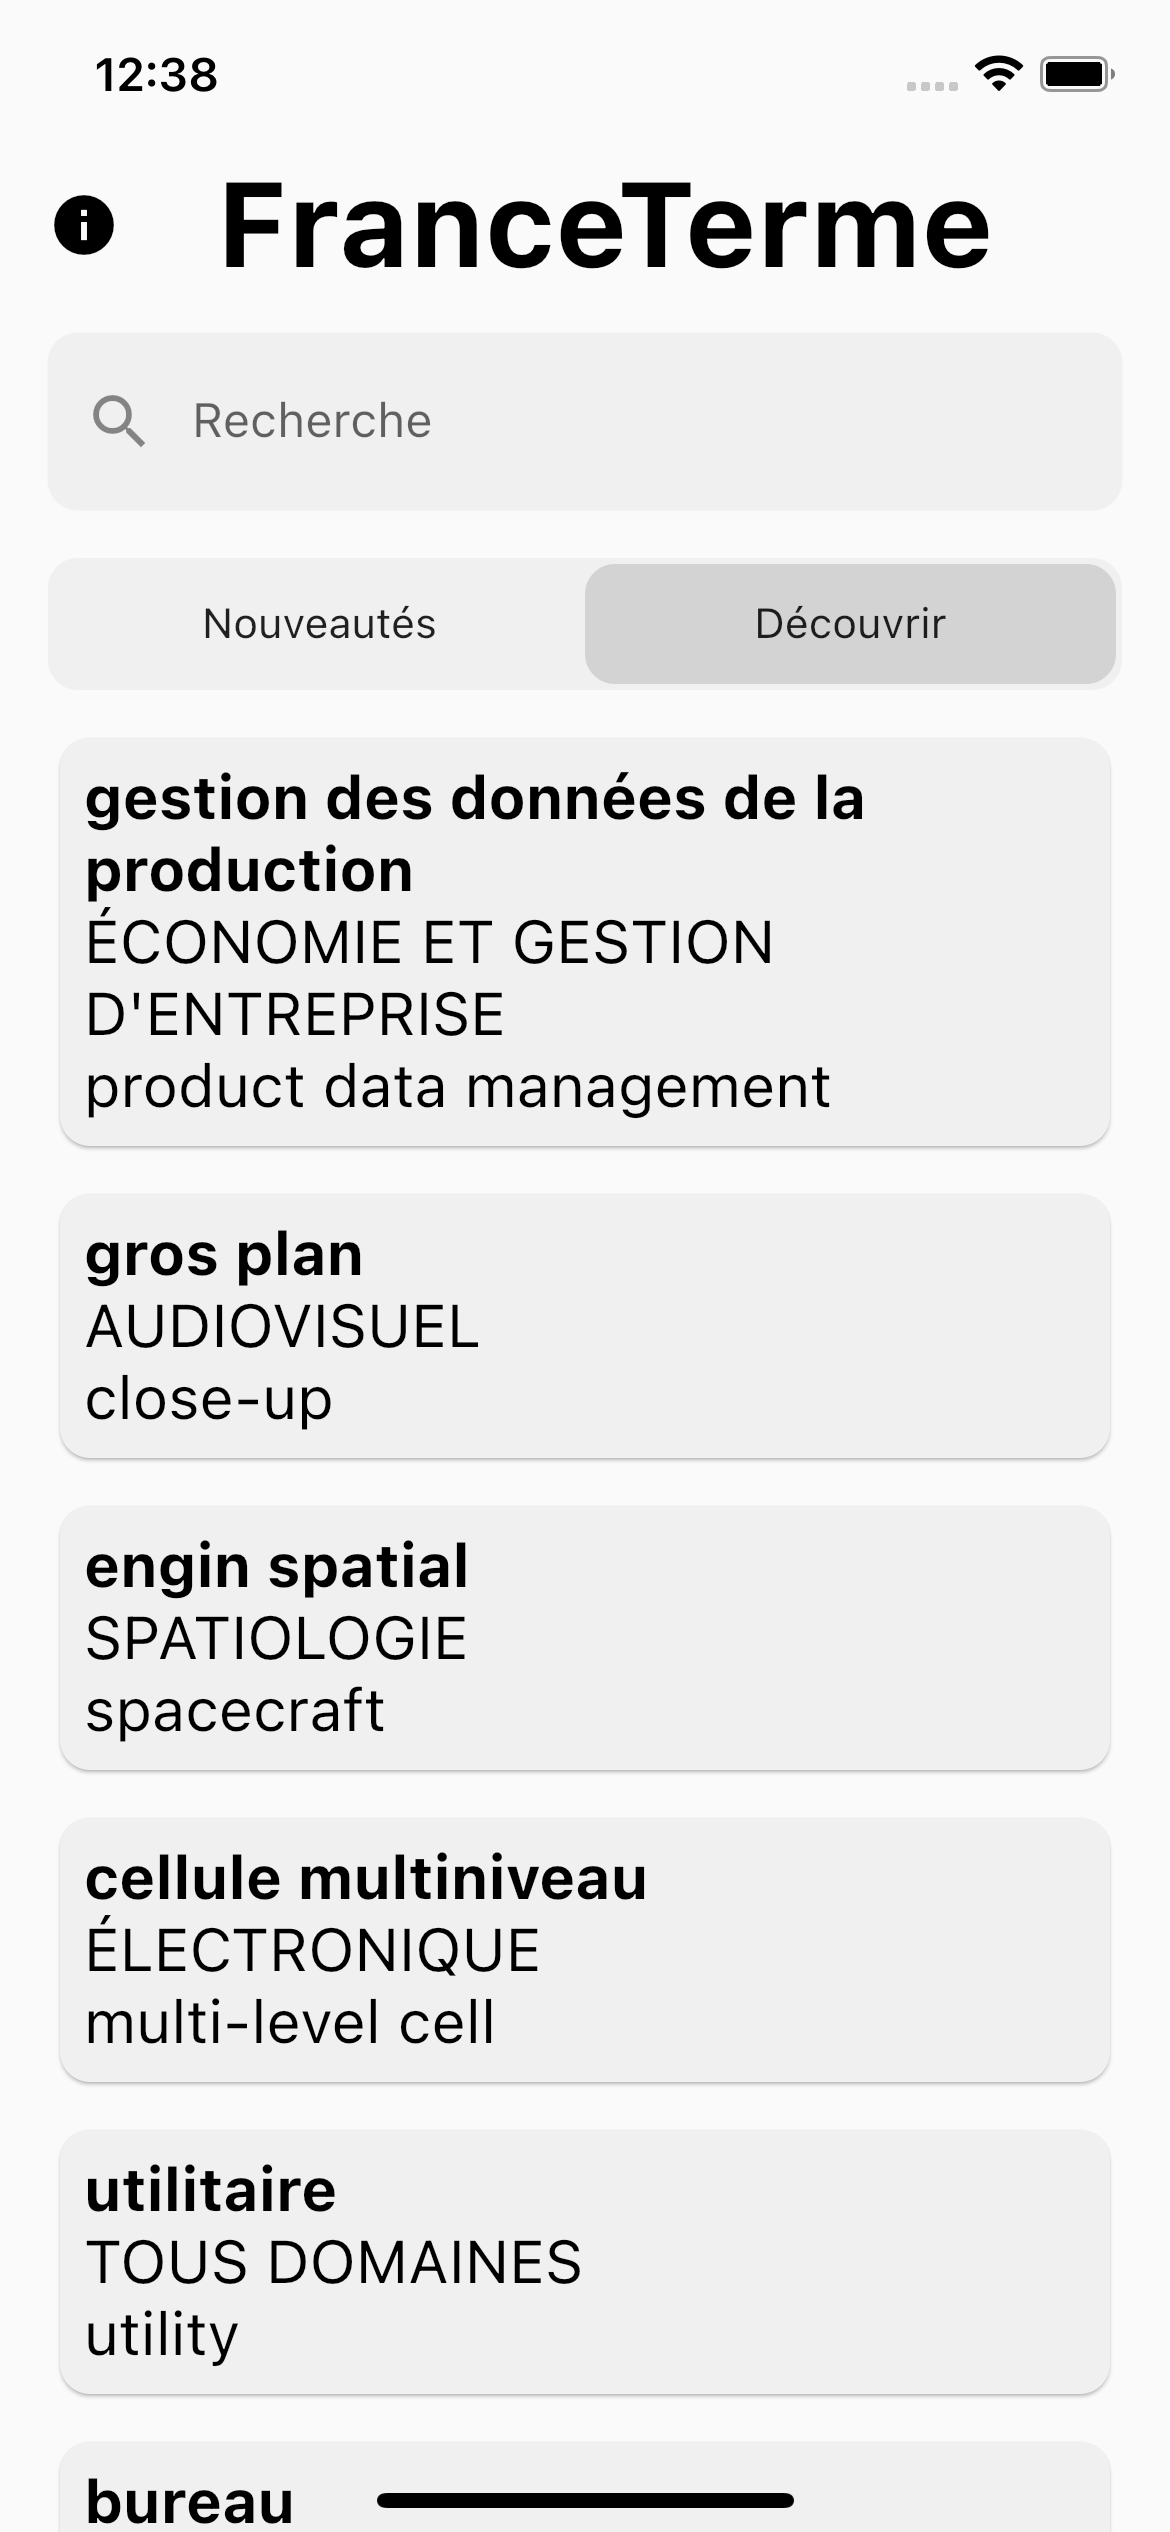 12:38
FranceTerme
Recherche
Nouveautés
Découvrir
gestion des données de la
production
ÉCONOMIE ET GESTION
D'ENTREPRISE
product data management
gros plan
AUDIOVISUEL
close-up
engin spatial
SPATIOLOGIE
spacecraft
cellule multiniveau
ÉLECTRONIQUE
multi-level cell
utilitaire
TOUS DOMAINES
utility
bureau